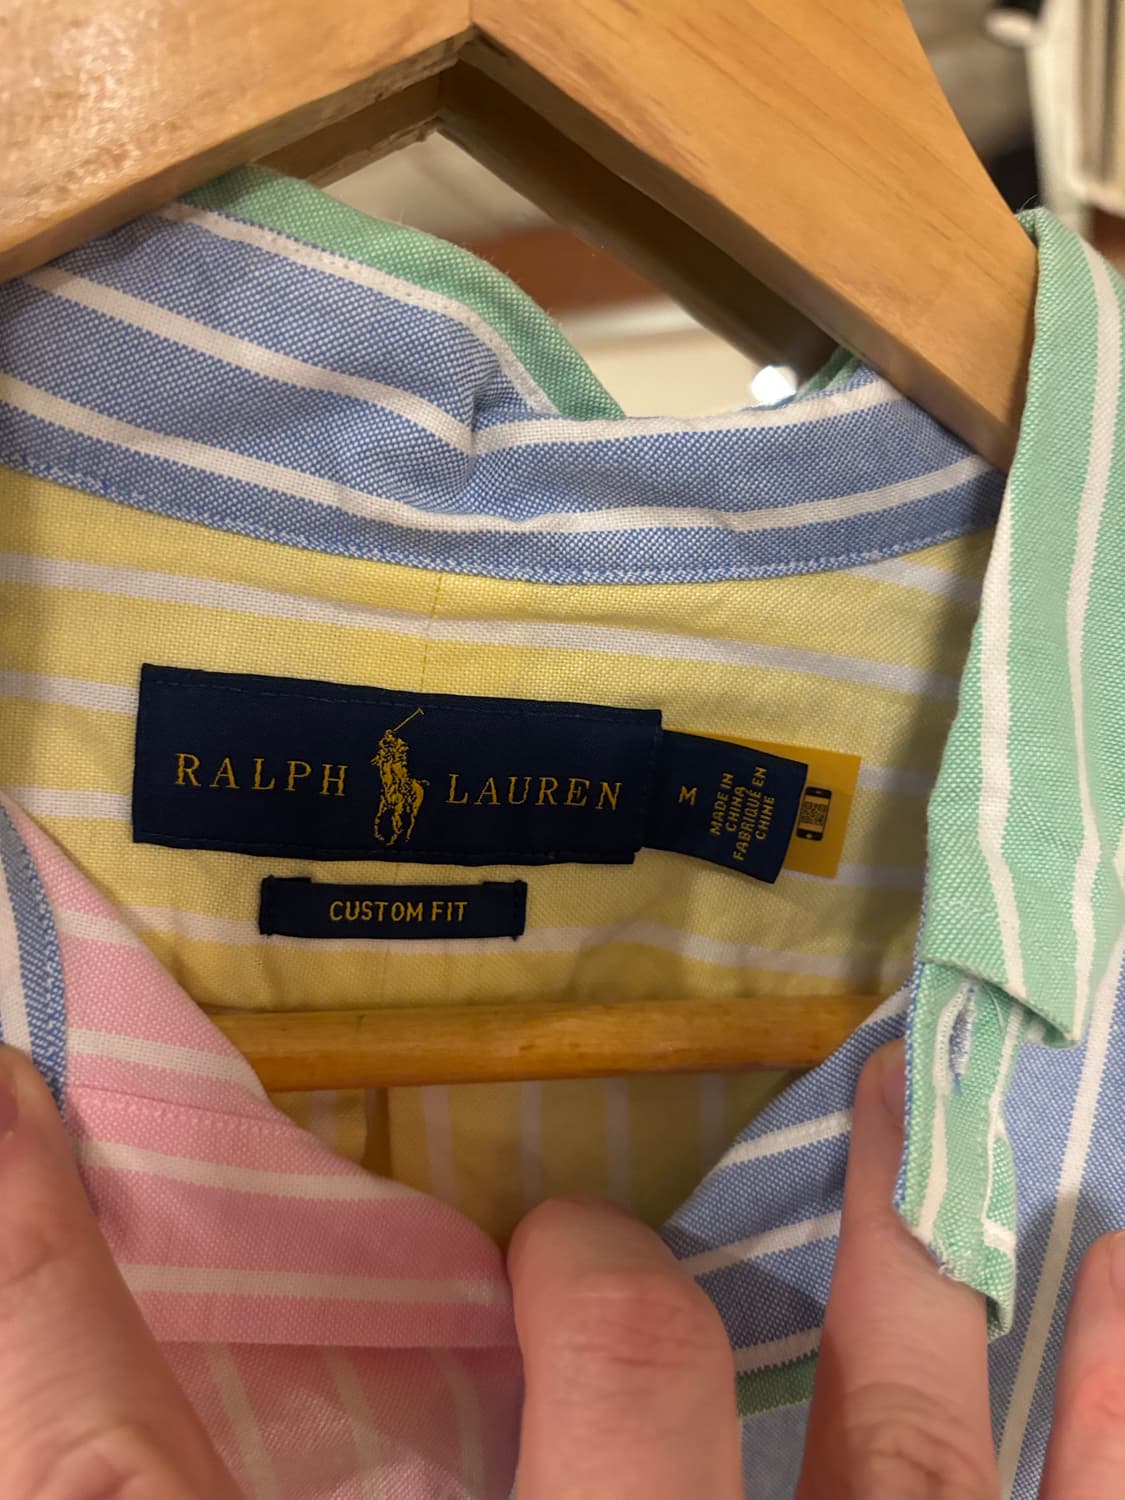 RALPH LAUREN
M
MADE IN
CHINA
FABRIQUÉ EN
CHINE
CUSTOM FIT